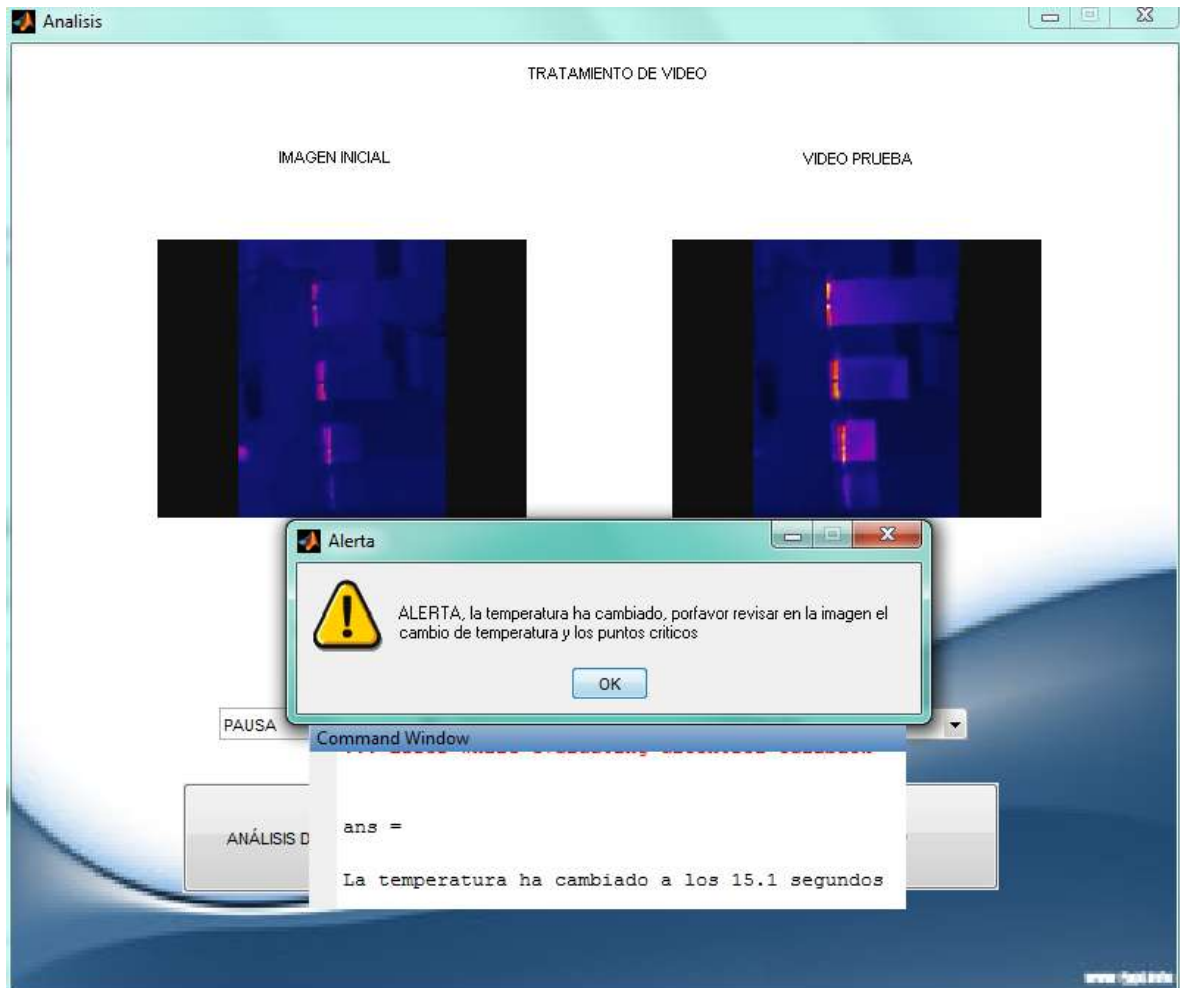 Analisis
TRATAMIENTO DE VIDEO
IMAGEN INICIAL
VIDEO PRUEBA
Alerta
ALERTA, la temperatura ha cambiado, porfavor revisar en la imagen el
cambio de temperatura y los puntos criticos
OK
PAUSA
Command Window
ANÁLISIS D
ans =
La temperatura ha cambiado a los 15.1 segundos